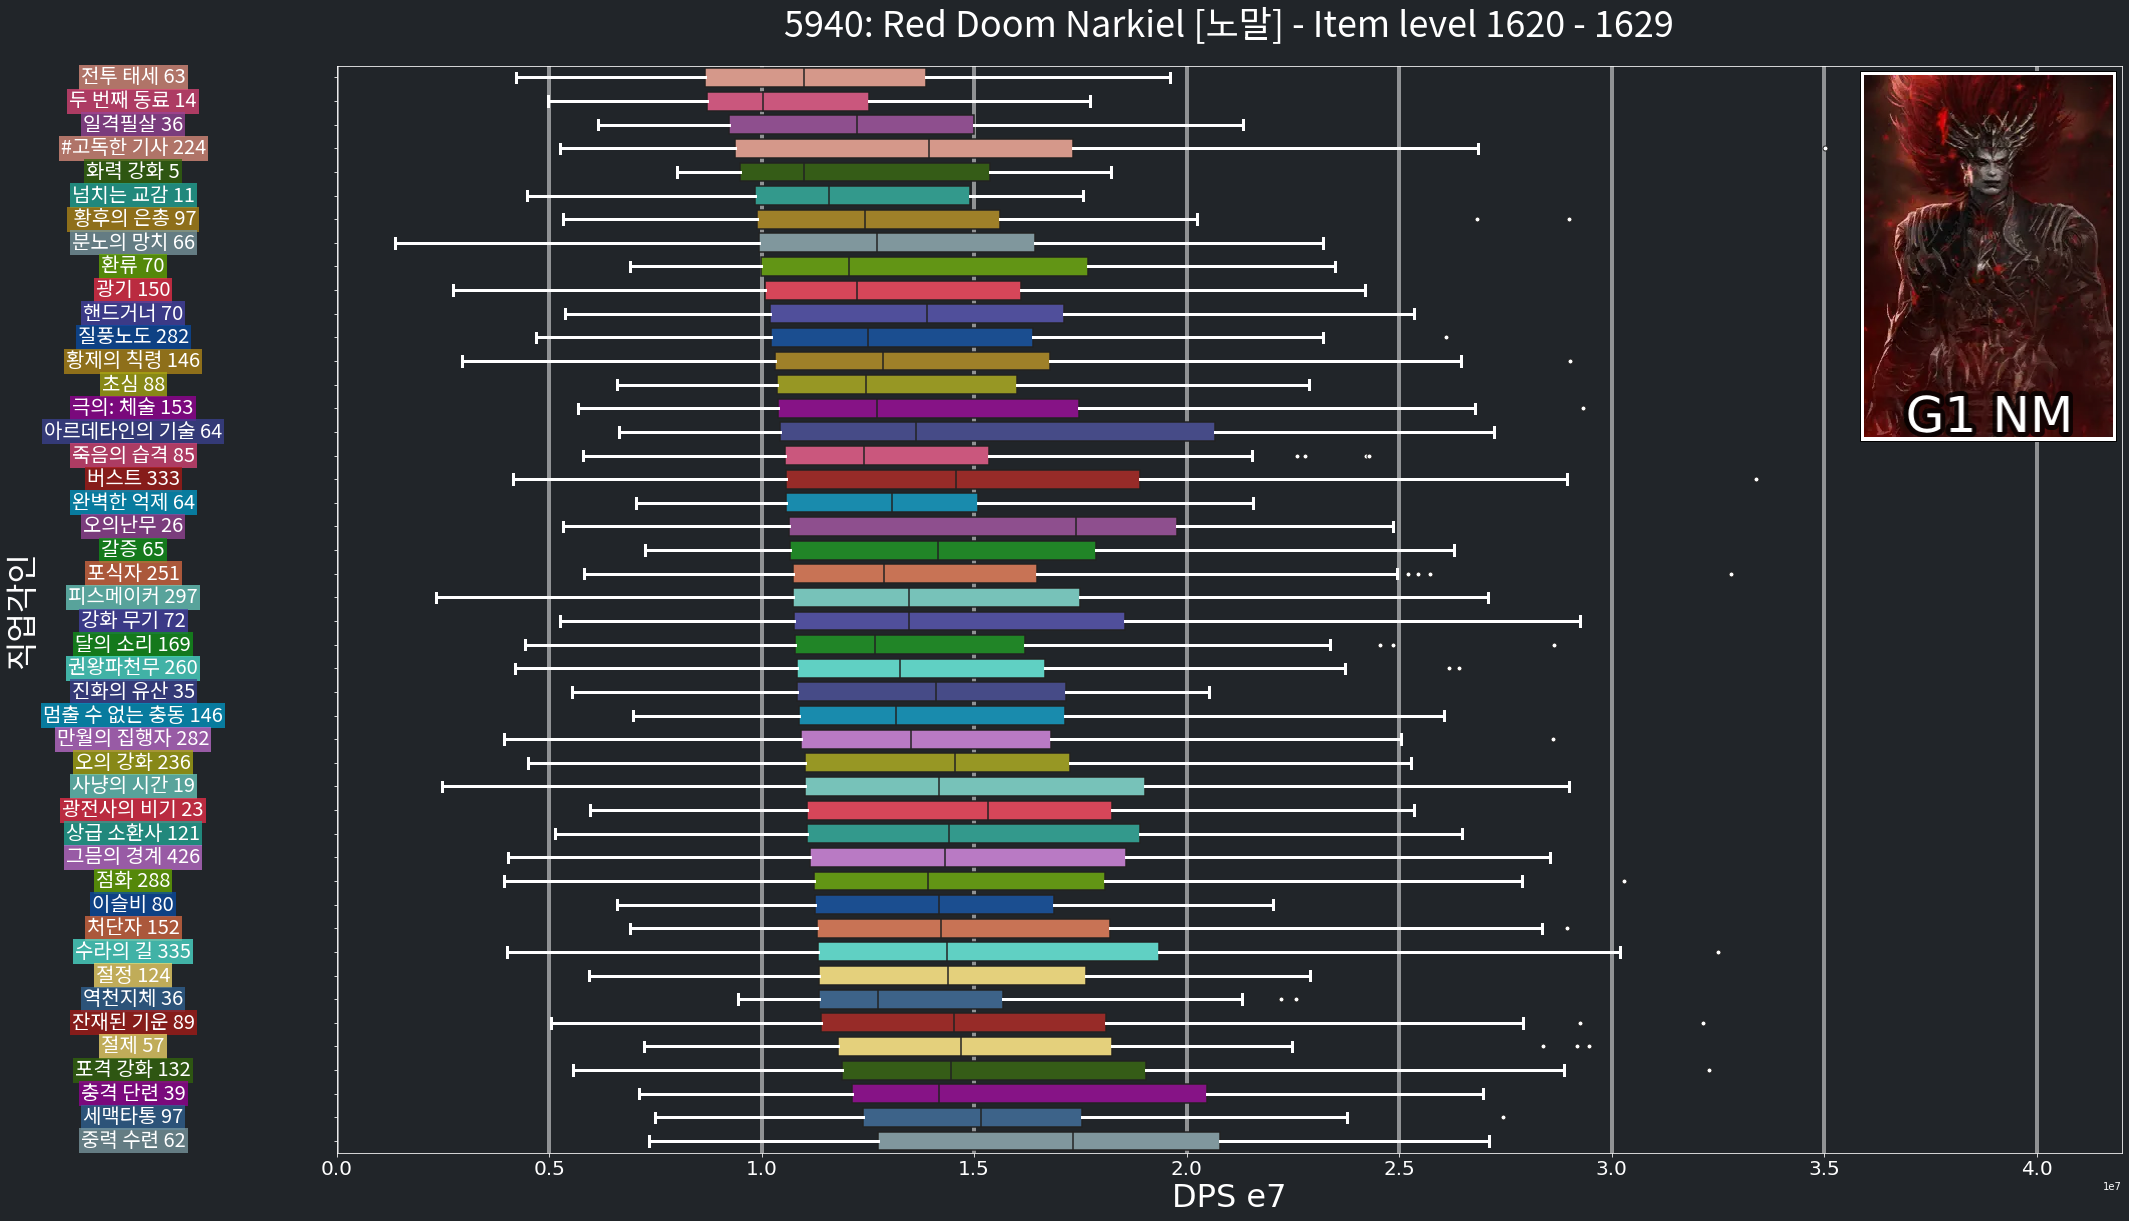 5940: Red Doom Narkiel [노말] - Item level 1620 - 1629
직업각인
전투 태세 63
두 번째 동료 14
일격필살 36
#고독한 기사 224
화력 강화 5
넘치는 교감 11
황후의 은총 97
분노의 망치 66
환류 70
광기 150
핸드거너 70
질풍노도 282
황제의 칙령 146
초심 88
극의: 체술 153
아르데타인의 기술 64
죽음의 습격 85
버스트 333
완벽한 억제 64
오의난무 26
갈증 65
포식자 251
피스메이커 297
강화 무기 72
달의 소리 169
권왕파천무 260
진화의 유산 35
멈출 수 없는 충동 146
만월의 집행자 282
오의 강화 236
사냥의 시간 19
광전사의 비기 23
상급 소환사 121
그믐의 경계 426
점화 288
이슬비 80
처단자 152
수라의 길 335
절정 124
역천지체 36
잔재된 기운 89
절제 57
포격 강화 132
충격 단련 39
세맥타통 97
중력 수련 62
G1 NM
0.0 0.5 1.0 1.5 2.0 2.5 3.0 3.5 4.0
1e7
DPS e7